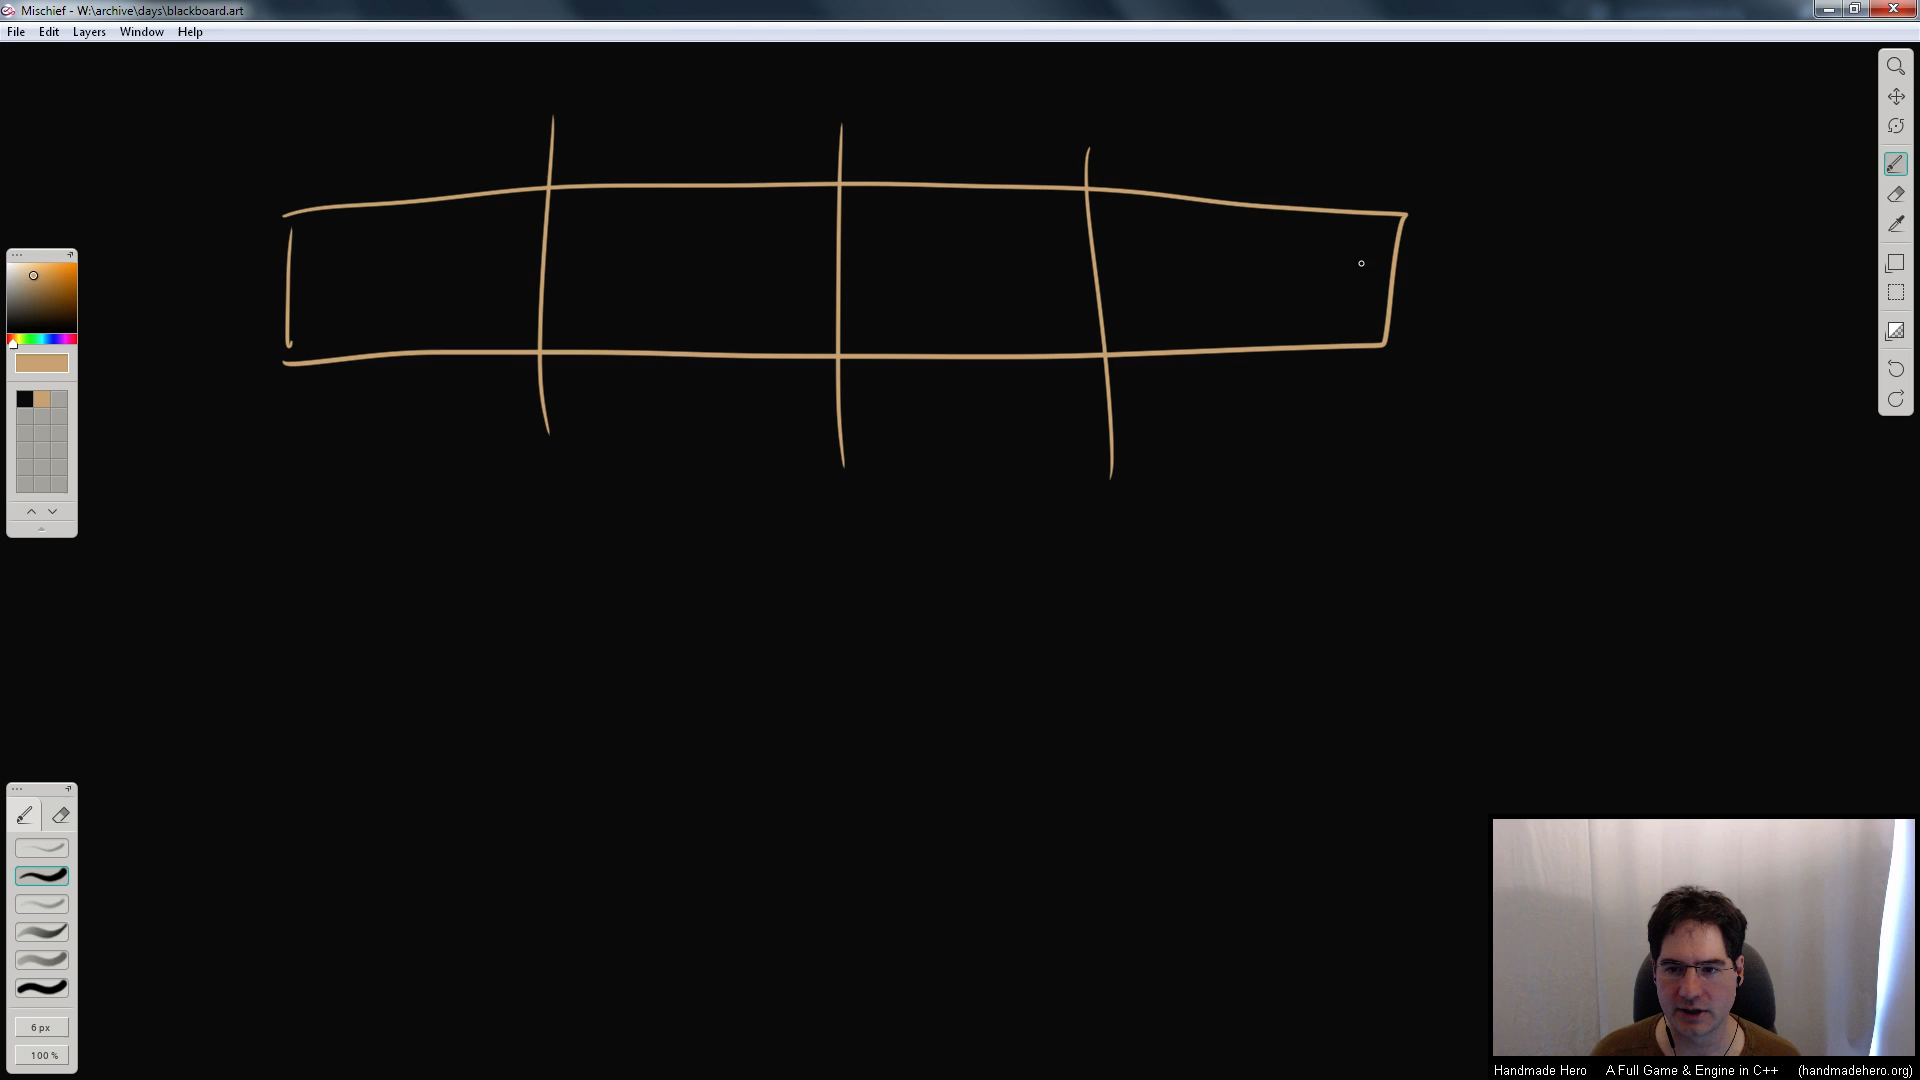 Mischief - W:\archive\days\blackboard.art
File Edit Layers Window Help
6 px
100 %
Handmade Hero A Full Game & Engine in C++ (handmadehero.org)